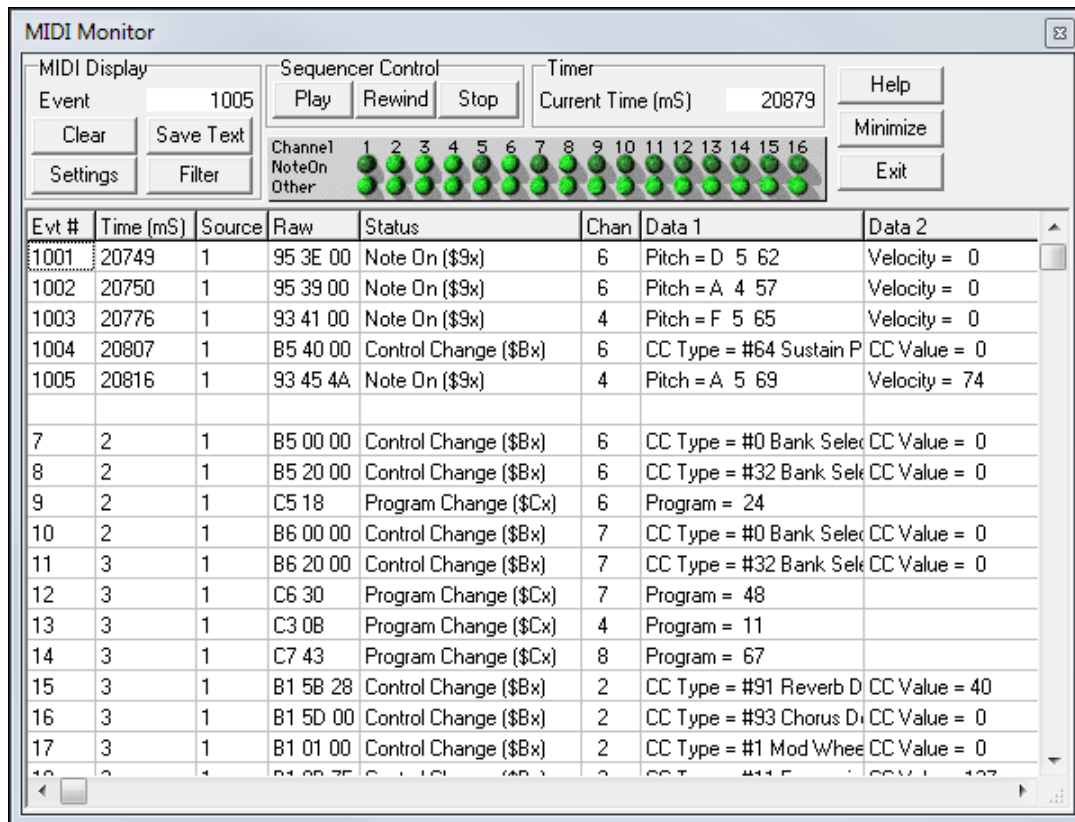 MIDI Monitor
MIDI Display Sequencer Control Timer
Event 1005 Play Rewind Stop Current Time (mS) 20879 Help
Clear Save Text Minimize
Settings Filter Exit
Channel 1 2 3 4 5 6 7 8 9 10 11 12 13 14 15 16
NoteOn
Other
Evt # Time (mS) Source Raw Status Chan Data 1 Data 2
1001 20749 1 95 3E 00 Note On ($9x) 6 Pitch = D 5 62 Velocity = 0
1002 20750 1 95 39 00 Note On ($9x) 6 Pitch = A 4 57 Velocity = 0
1003 20776 1 93 41 00 Note On ($9x) 4 Pitch = F 5 65 Velocity = 0
1004 20807 1 B5 40 00 Control Change ($Bx) 6 CC Type = #64 Sustain P CC Value = 0
1005 20816 1 93 45 4A Note On ($9x) 4 Pitch = A 5 69 Velocity = 74
7 2 1 B5 00 00 Control Change ($Bx) 6 CC Type = #0 Bank Selec CC Value = 0
8 2 1 B5 20 00 Control Change ($Bx) 6 CC Type = #32 Bank Sele CC Value = 0
9 2 1 C5 18 Program Change ($Cx) 6 Program = 24
10 2 1 B6 00 00 Control Change ($Bx) 7 CC Type = #0 Bank Selec CC Value = 0
11 3 1 B6 20 00 Control Change ($Bx) 7 CC Type = #32 Bank Sele CC Value = 0
12 3 1 C6 30 Program Change ($Cx) 7 Program = 48
13 3 1 C3 0B Program Change ($Cx) 4 Program = 11
14 3 1 C7 43 Program Change ($Cx) 8 Program = 67
15 3 1 B1 5B 28 Control Change ($Bx) 2 CC Type = #91 Reverb D CC Value = 40
16 3 1 B1 5D 00 Control Change ($Bx) 2 CC Type = #93 Chorus De CC Value = 0
17 3 1 B1 01 00 Control Change ($Bx) 2 CC Type = #1 Mod Whee CC Value = 0